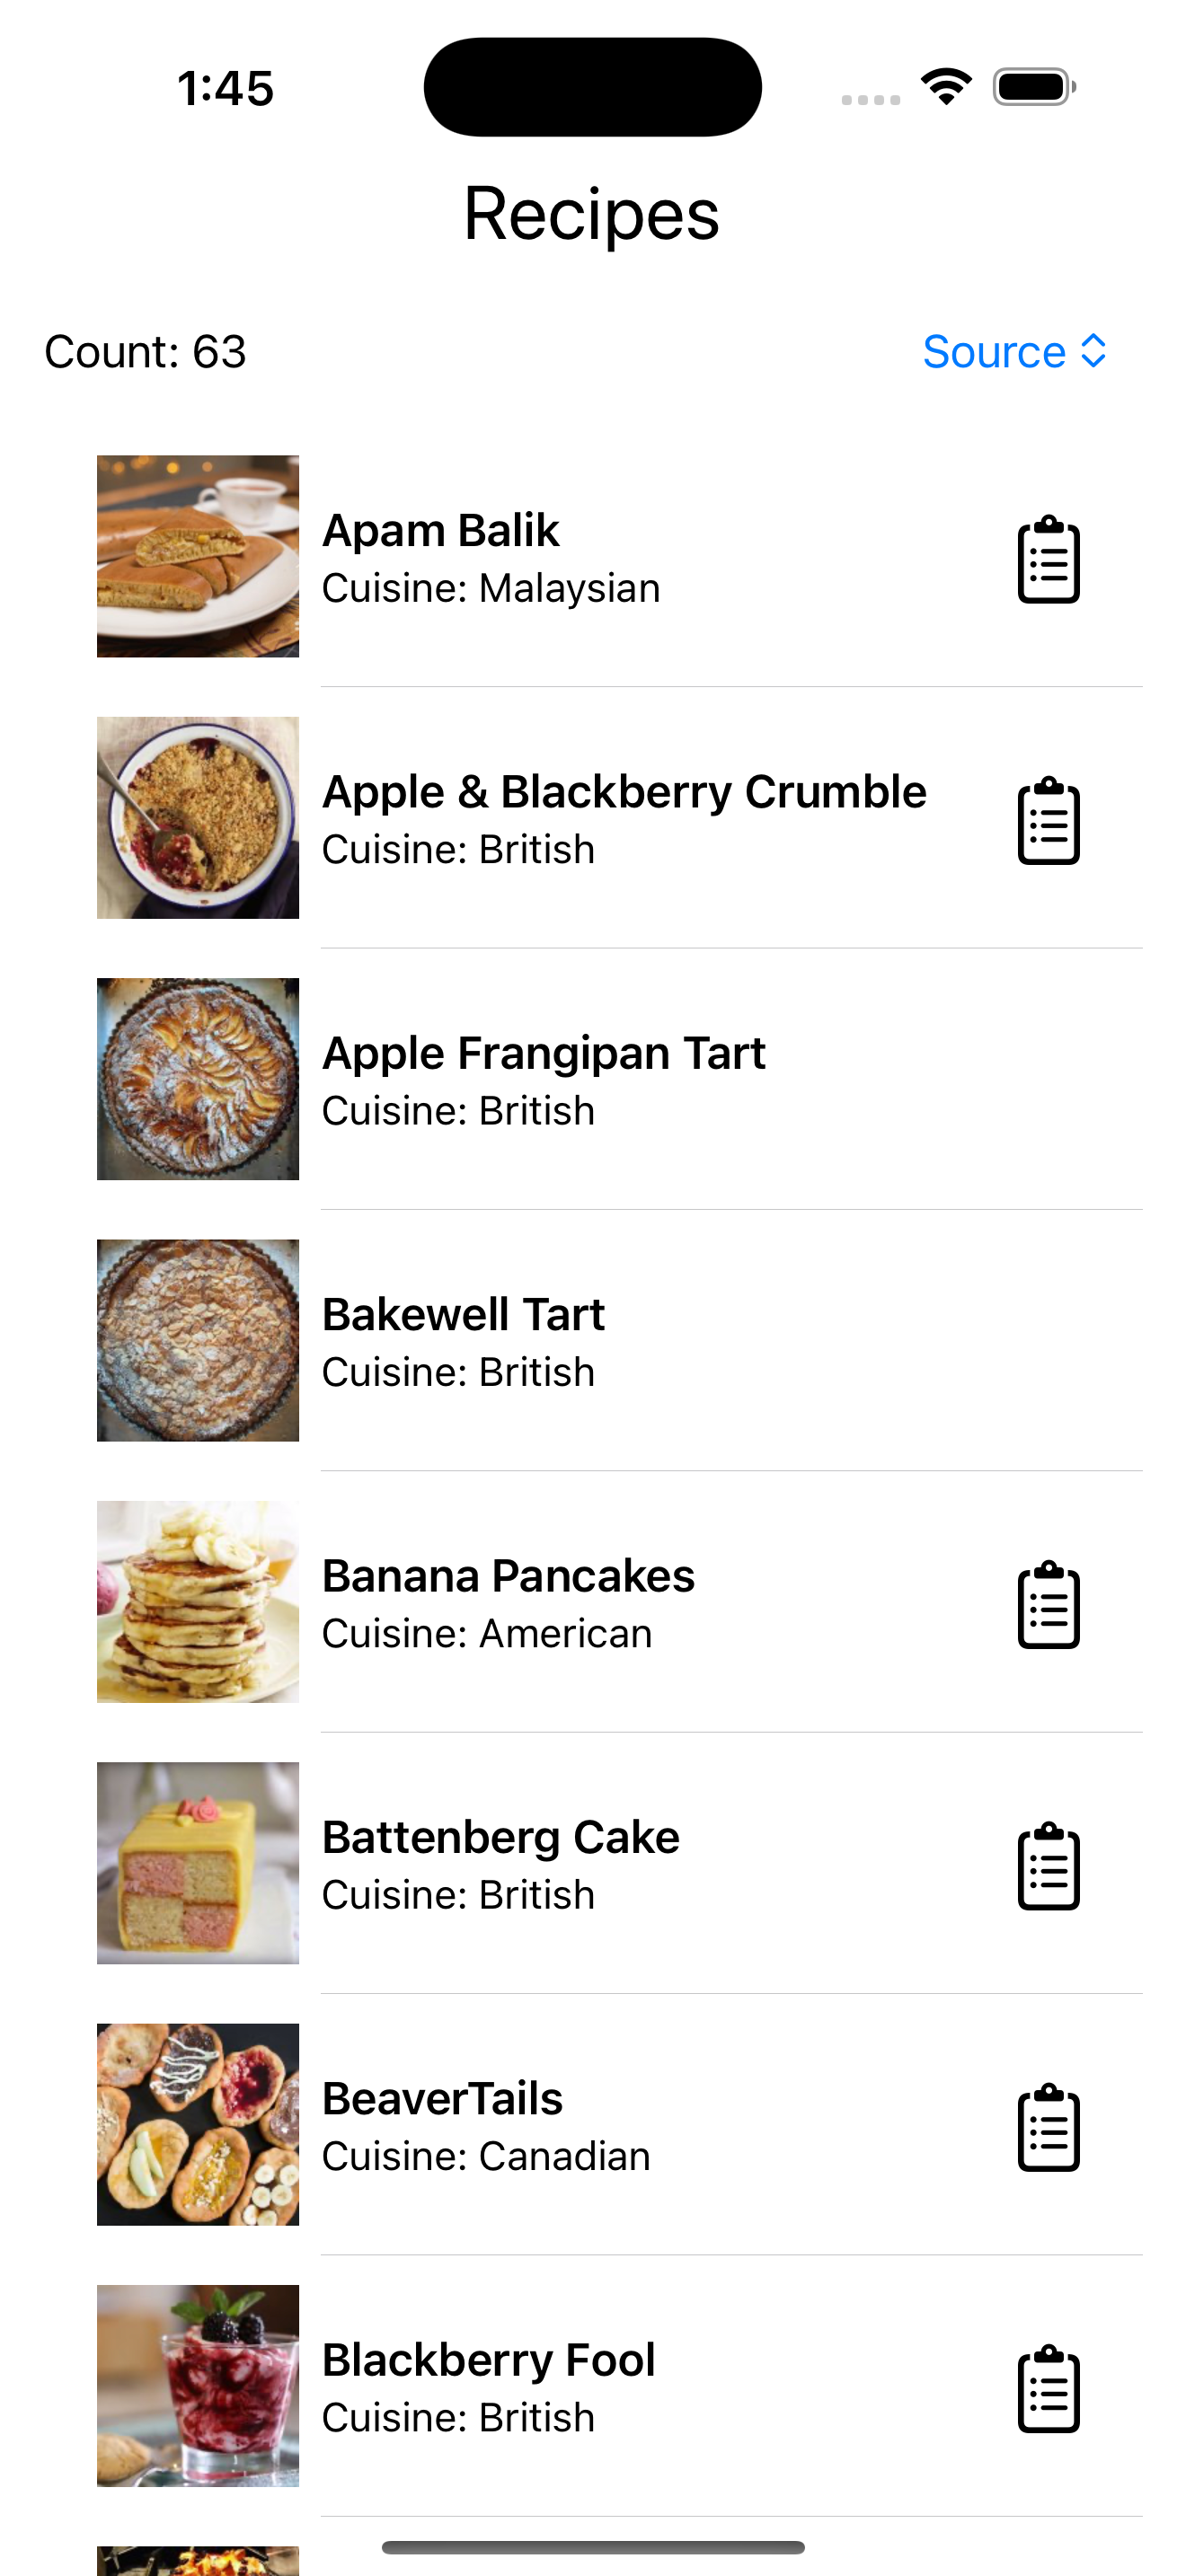 1:45
Recipes
Count: 63
Source
Apam Balik
Cuisine: Malaysian
Apple & Blackberry Crumble
Cuisine: British
Apple Frangipan Tart
Cuisine: British
Bakewell Tart
Cuisine: British
Banana Pancakes
Cuisine: American
Battenberg Cake
Cuisine: British
BeaverTails
Cuisine: Canadian
Blackberry Fool
Cuisine: British